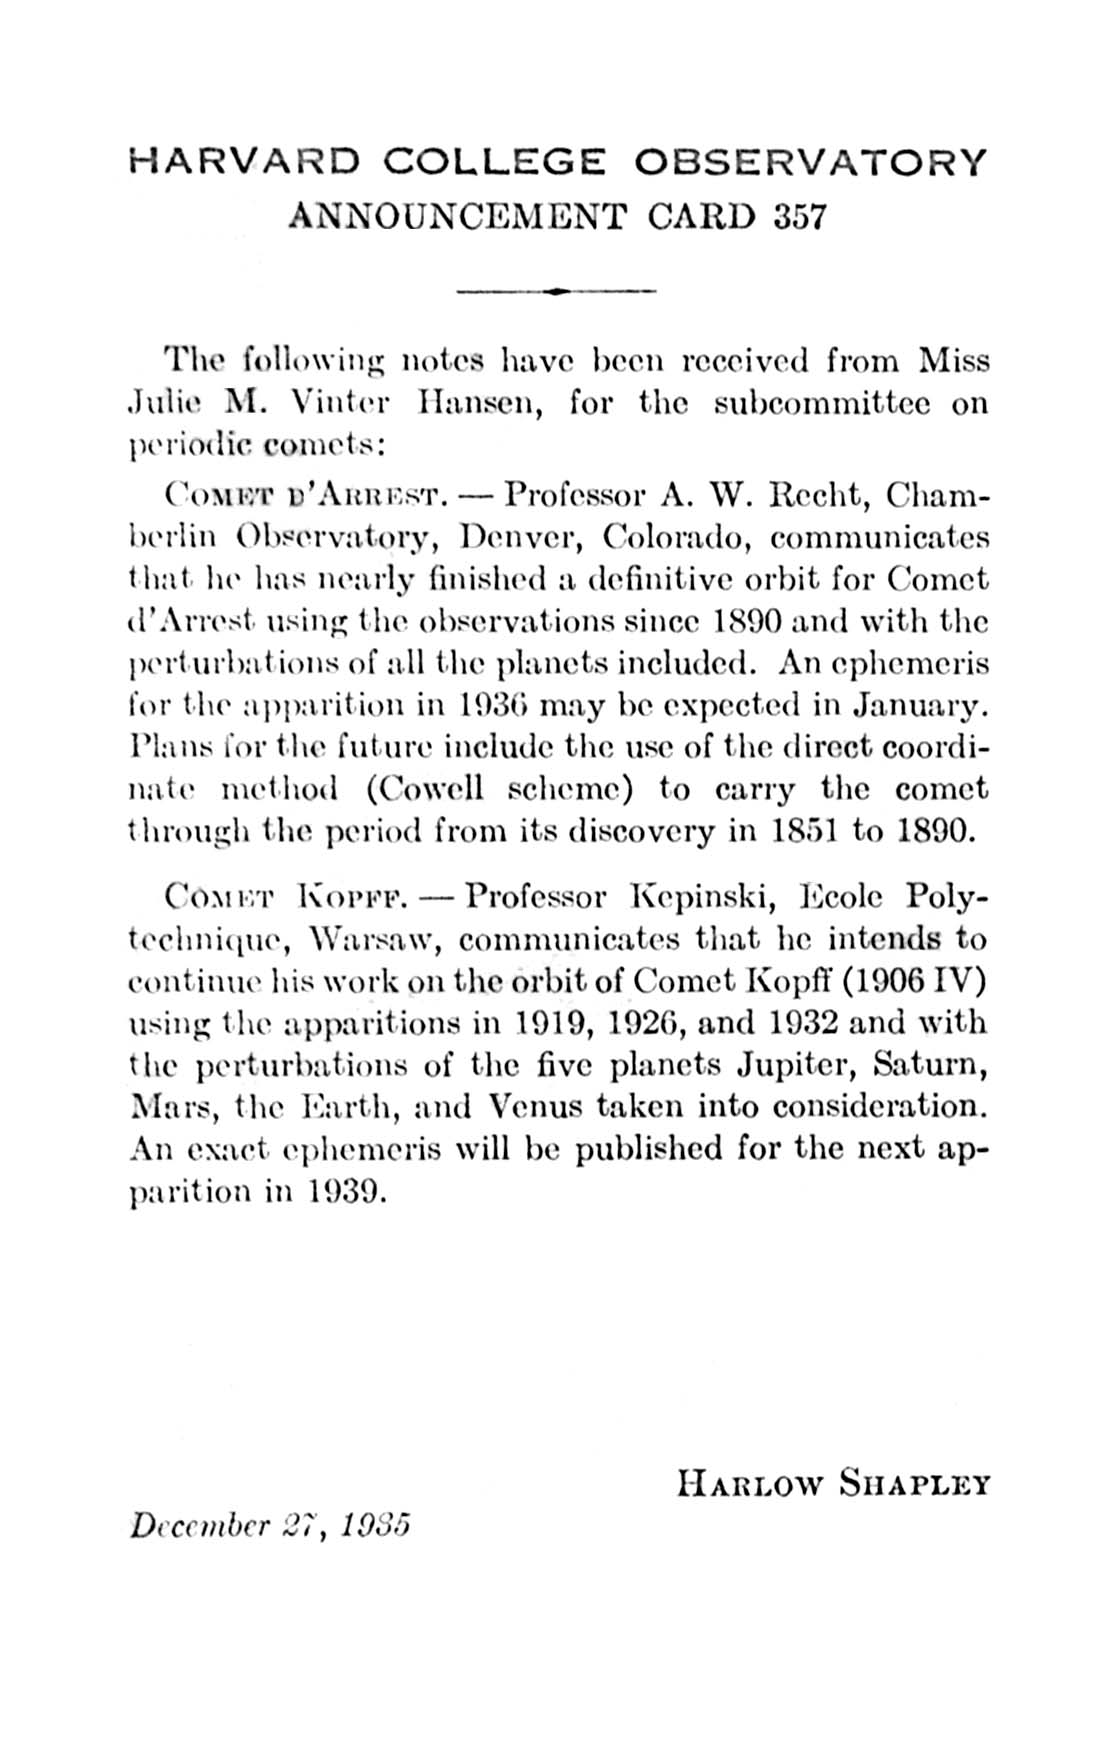 HARVARD COLLEGE OBSERVATORY
ANNOUNCEMENT CARD 357
The following notes have been received from Miss
Julie M. Vinter Hansen, for the subcommittee on
periodic comets:
COMET D'ARREST. — Professor A. W. Recht, Cham-
berlin Observatory, Denver, Colorado, communicates
that he has nearly finished a definitive orbit for Comet
d'Arrest using the observations since 1890 and with the
perturbations of all the planets included. An ephemeris
for the apparition in 1936 may be expected in January.
Plans for the future include the use of the direct coordi-
nate method (Cowell scheme) to carry the comet
through the period from its discovery in 1851 to 1890.
COMET KOPFF. — Professor Kepinski, Ecole Poly-
technique, Warsaw, communicates that he intends to
continue his work on the orbit of Comet Kopff (1906 IV)
using the apparitions in 1919, 1926, and 1932 and with
the perturbations of the five planets Jupiter, Saturn,
Mars, the Earth, and Venus taken into consideration.
An exact ephemeris will be published for the next ap-
parition in 1939.
HARLOW SHAPLEY
December 27, 1935